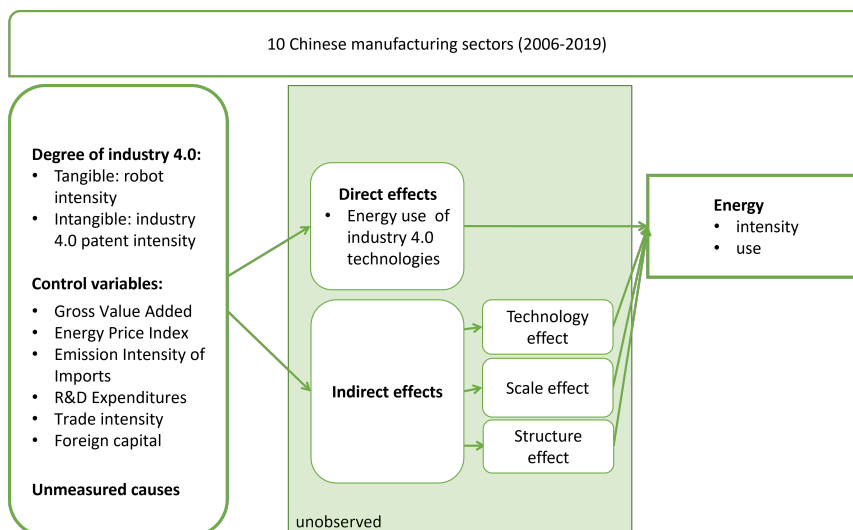 10 Chinese manufacturing sectors (2006-2019)
Degree of industry 4.0:
• Tangible: robot
intensity
• Intangible: industry
4.0 patent intensity
Control variables:
• Gross Value Added
• Energy Price Index
• Emission Intensity of
Imports
• R&D Expenditures
• Trade intensity
• Foreign capital
Unmeasured causes
Direct effects
• Energy use of
industry 4.0
technologies
Indirect effects
Technology
effect
Scale effect
Structure
effect
unobserved
Energy
• intensity
• use